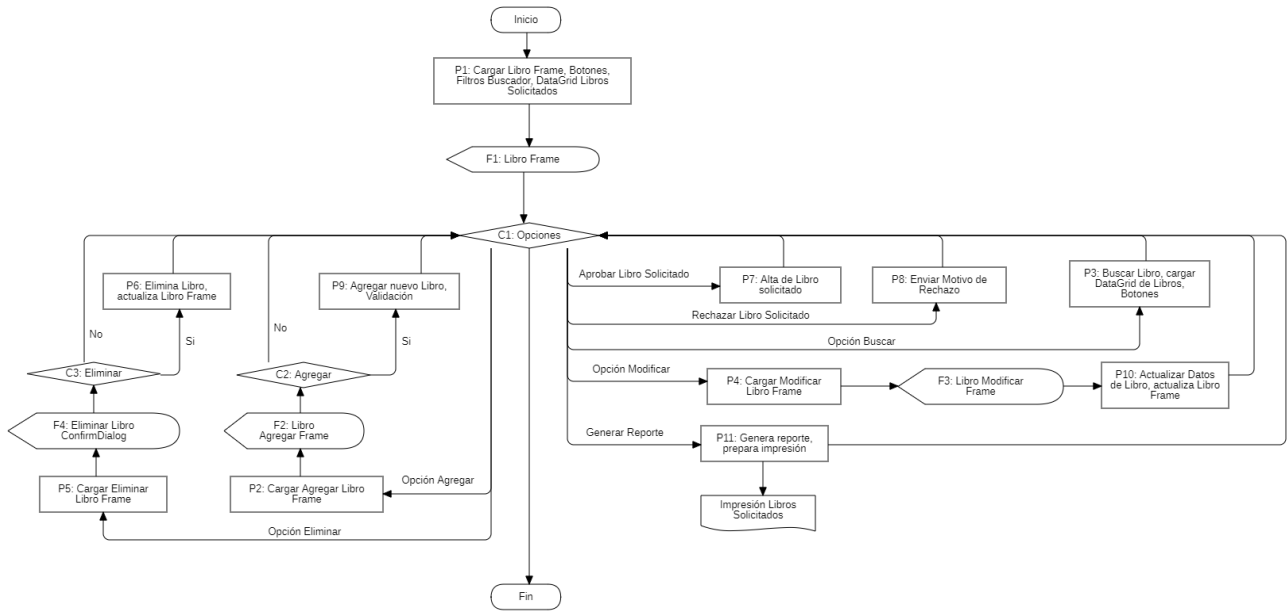 Inicio
P1: Cargar Libro Frame, Botones,
Filtros Buscador, DataGrid Libros
Solicitados
F1: Libro Frame
C1: Opciones
P6: Elimina Libro,
actualiza Libro Frame
P9: Agregar nuevo Libro,
Validación
Aprobar Libro Solicitado
P7: Alta de Libro
solicitado
P8: Enviar Motivo de
Rechazo
P3: Buscar Libro, cargar
DataGrid de Libros,
Botones
Rechazar Libro Solicitado
No
Si
No
Si
Opción Buscar
C3: Eliminar
C2: Agregar
Opción Modificar
P4: Cargar Modificar
Libro Frame
F3: Libro Modificar
Frame
P10: Actualizar Datos
de Libro, actualiza Libro
Frame
F4: Eliminar Libro
ConfirmDialog
F2: Libro
Agregar Frame
Generar Reporte
P11: Genera reporte,
prepara impresión
Opción Agregar
P5: Cargar Eliminar
Libro Frame
P2: Cargar Agregar Libro
Frame
Impresión Libros
Solicitados
Opción Eliminar
Fin